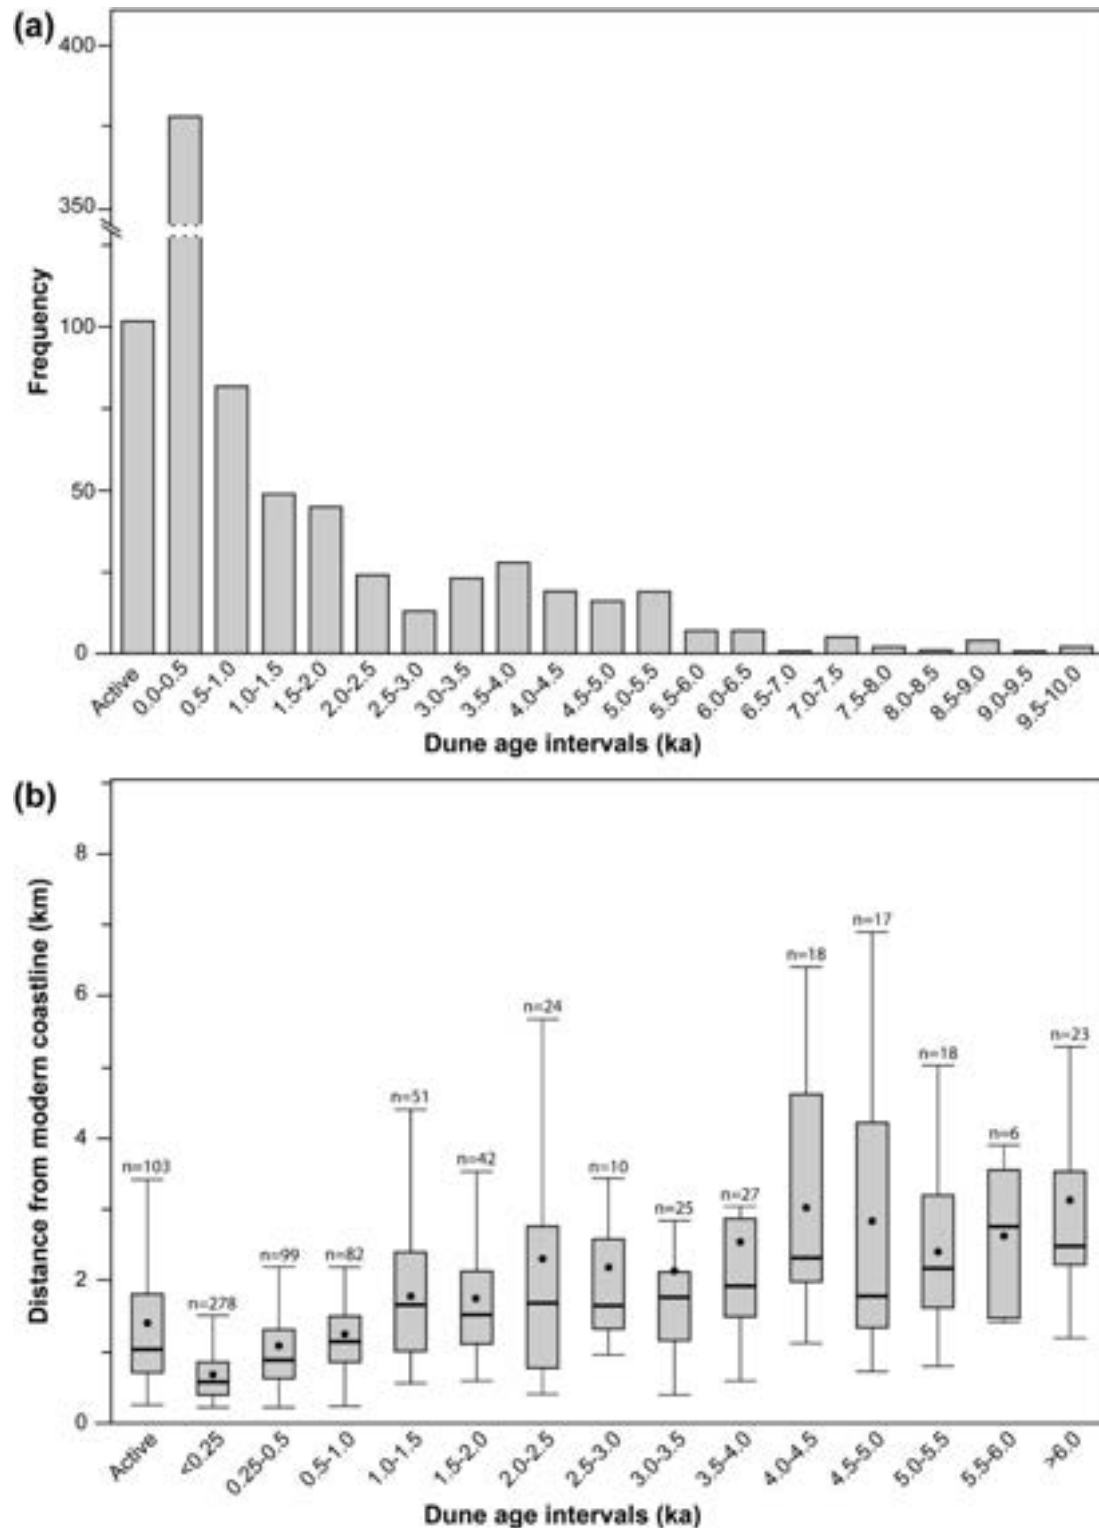 (a)
400
350
100
50
0
Frequency
Active
0.0-0.5
0.5-1.0
1.0-1.5
1.5-2.0
2.0-2.5
2.5-3.0
3.0-3.5
3.5-4.0
4.0-4.5
4.5-5.0
5.0-5.5
5.5-6.0
6.0-6.5
6.5-7.0
7.0-7.5
7.5-8.0
8.0-8.5
8.5-9.0
9.0-9.5
9.5-10.0
Dune age intervals (ka)
(b)
8
6
4
2
0
Distance from modern coastline (km)
n=103
n=278
n=99
n=82
n=51
n=42
n=24
n=10
n=25
n=27
n=18
n=17
n=18
n=6
n=23
Active
<0.25
0.25-0.5
0.5-1.0
1.0-1.5
1.5-2.0
2.0-2.5
2.5-3.0
3.0-3.5
3.5-4.0
4.0-4.5
4.5-5.0
5.0-5.5
5.5-6.0
>6.0
Dune age intervals (ka)